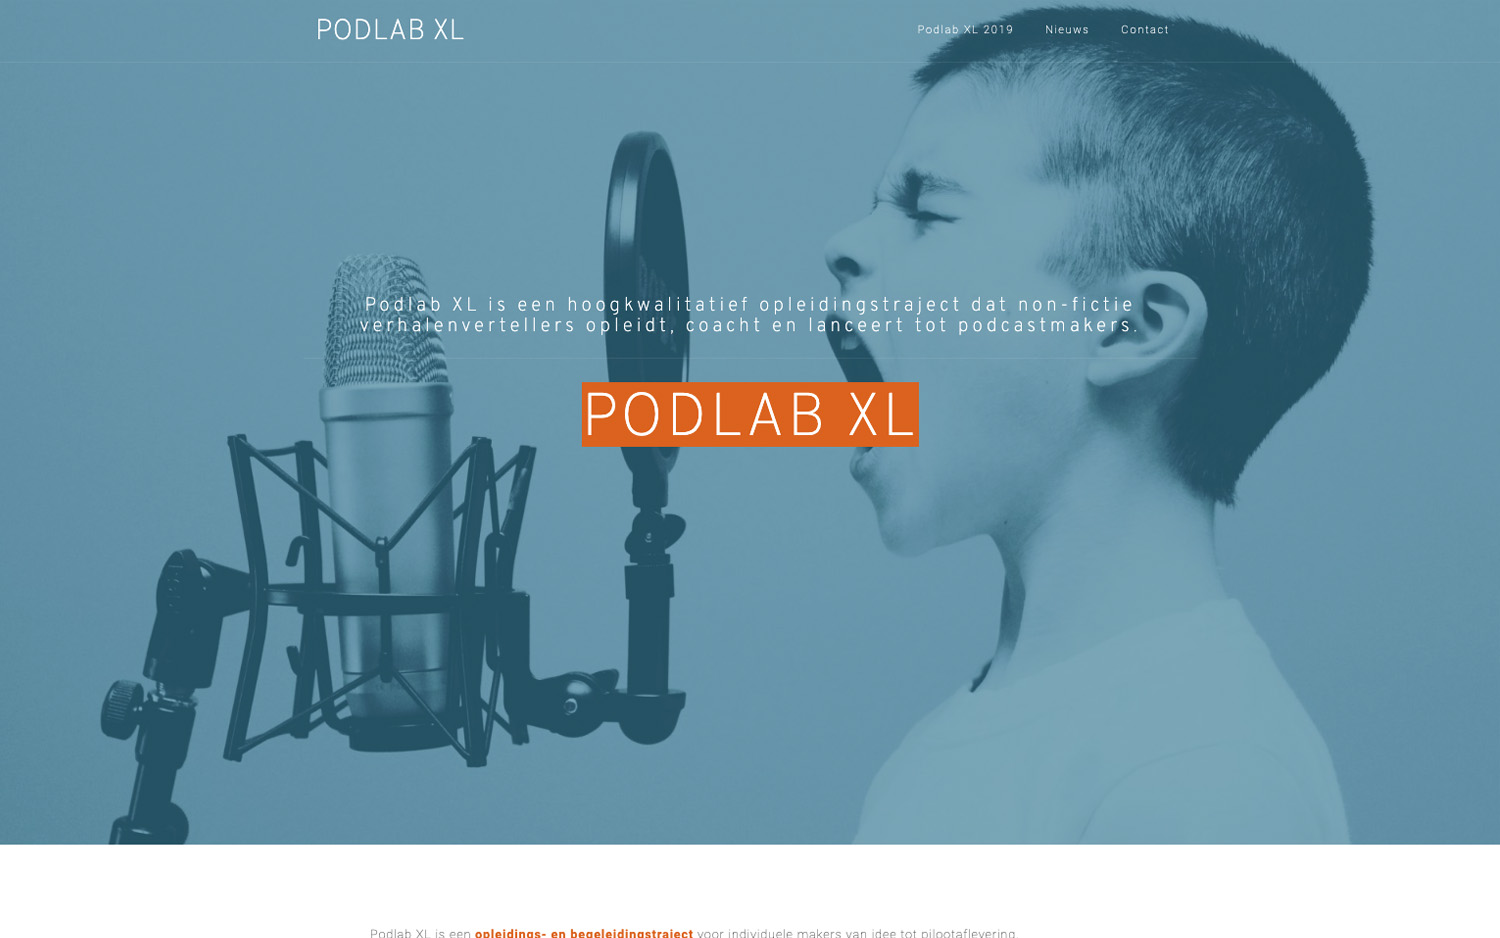 PODLAB XL
Podlab XL 2019 Nieuws Contact
Podlab XL is een hoogkwalitatief opleidingstraject dat non-fictie
verhalenvertellers opleidt, coacht en lanceert tot podcastmakers.
PODLAB XL
Podlab XL is een opleidings- en begeleidingstraject voor individuele makers van idee tot pilootaflevering.